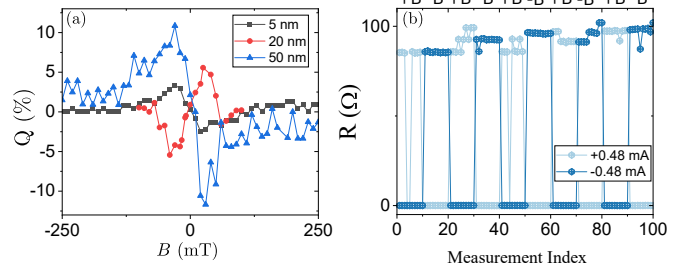 (a)
5 nm
20 nm
50 nm
10
5
0
-5
-10
Q (%)
-250
0
250
B (mT)
(b)
100
50
0
R (Ω)
+0.48 mA
-0.48 mA
0 20 40 60 80 100
Measurement Index